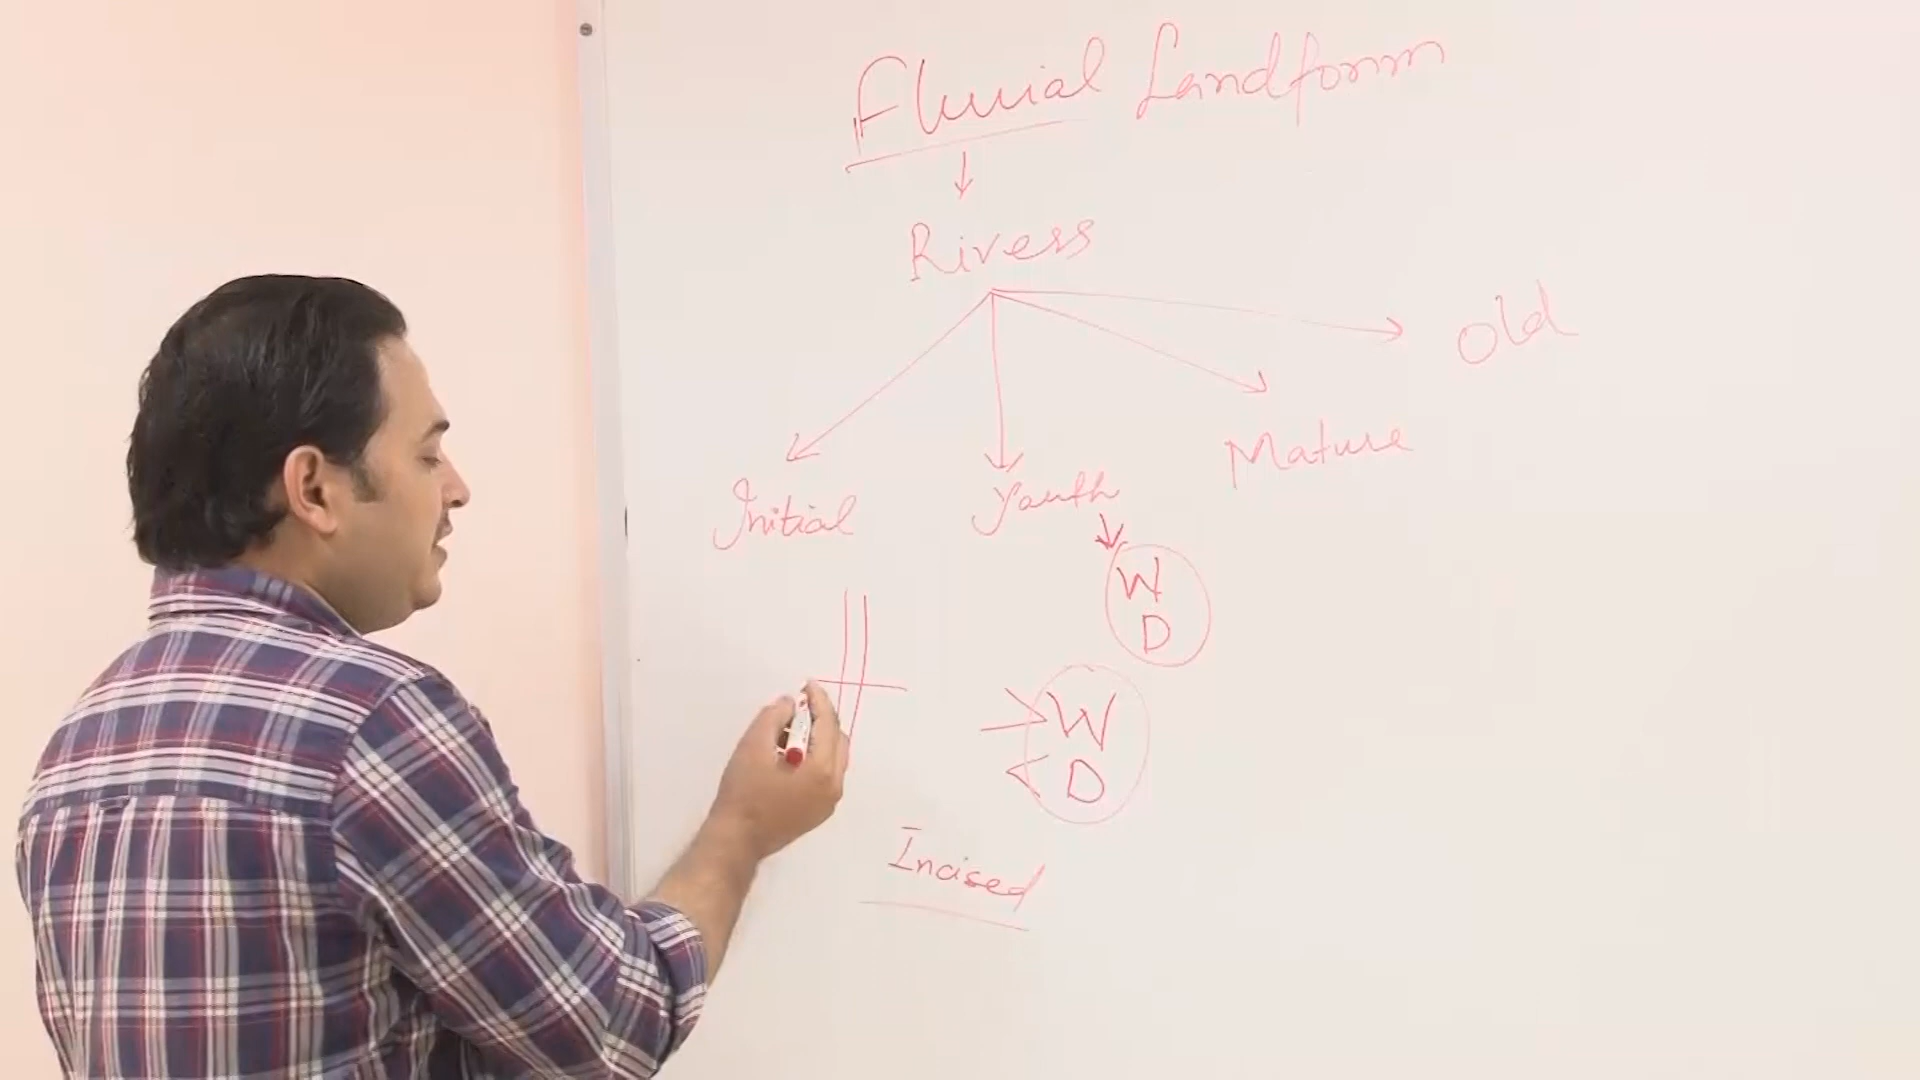 Fluvial Landform
Rivers
Old
Mature
Initial Youth
W
D
W
D
Incised